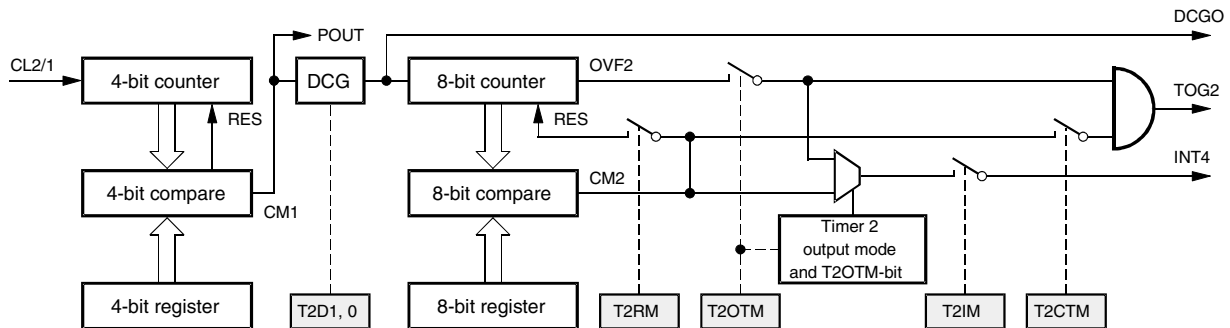 DCGO
POUT
CL2/1
4-bit counter
DCG
8-bit counter
OVF2
TOG2
RES
RES
INT4
4-bit compare
CM1
8-bit compare
CM2
Timer 2
output mode
and T2OTM-bit
4-bit register
T2D1, 0
8-bit register
T2RM
T2OTM
T2IM
T2CTM